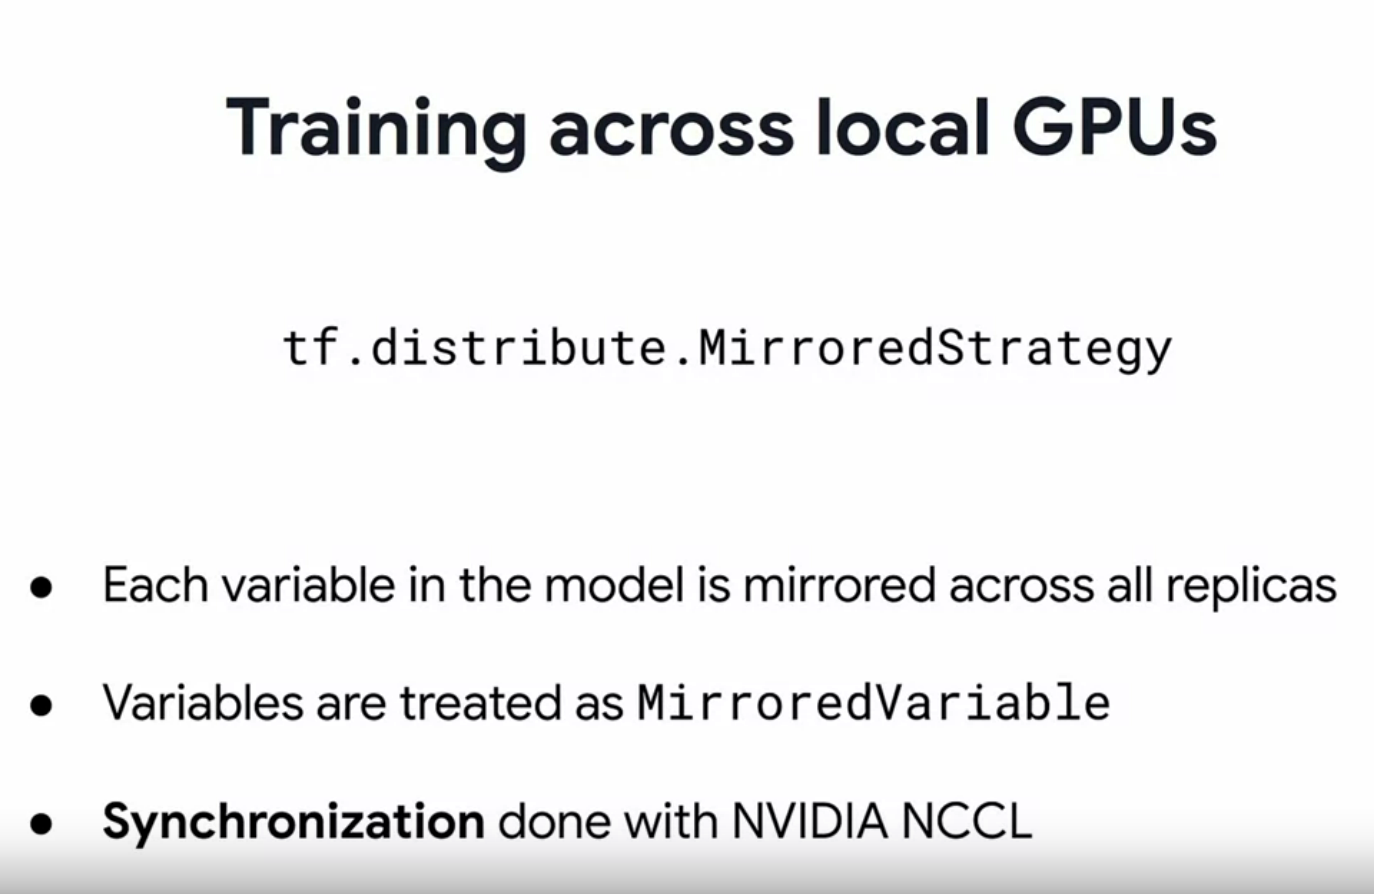 Training across local GPUs
tf.distribute.MirroredStrategy
● Each variable in the model is mirrored across all replicas
● Variables are treated as MirroredVariable
● Synchronization done with NVIDIA NCCL